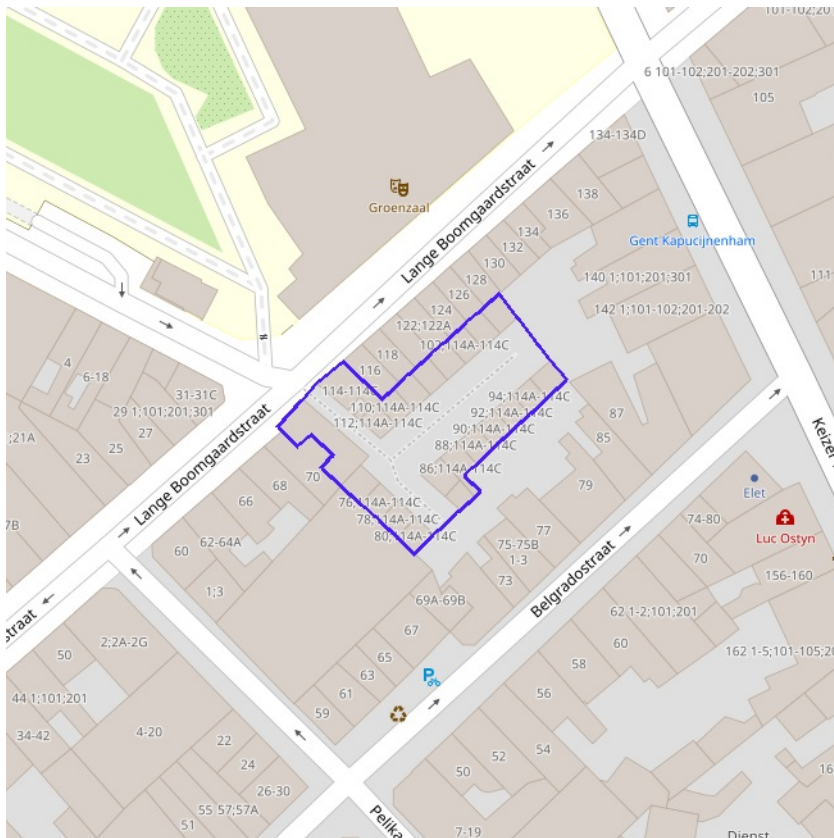 101-102;20
6 101-102;201-202;301
105
134-134D
138
Groenzaal
136
Lange Boomgaardstraat
134
132
Gent Kapucijnenham
130
128
140 1;101;201;301
111
126
124
142 1;101-102;201-202
122;122A
102;114A-114C
118
4
116
6-18
114-114C
31-31C
94;114A-114C
29 1;101;201;301
110;114A-114C
92;114A-114C
87
112;114A-114C
90;114A-114C
27
;21A
25
88;114A-114C
85
23
Lange Boomgaardstraat
86;114A-114C
Keizer
70
68
79
Elet
66
76;114A-114C
7B
78;114A-114C
74-80
80;114A-114C
77
Luc Ostyn
62-64A
75-75B
60
1-3
70
Belgradostraat
73
156-160
1;3
69A-69B
straat
62 1-2;101;201
67
2;2A-2G
60
65
50
162 1-5;101-105;20
58
63
P
44 1;101;201
61
56
59
4-20
34-42
22
54
52
24
16
50
26-30
55 57;57A
Pelika
51
7-19
Dienst